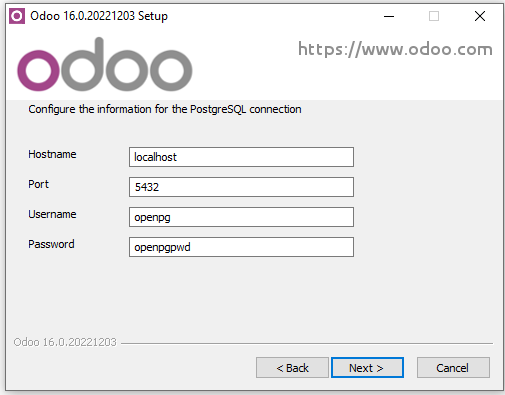 Odoo 16.0.20221203 Setup
odoo
https://www.odoo.com
Configure the information for the PostgreSQL connection
Hostname localhost
Port 5432
Username openpg
Password openpgpwd
Odoo 16.0.20221203
< Back Next > Cancel